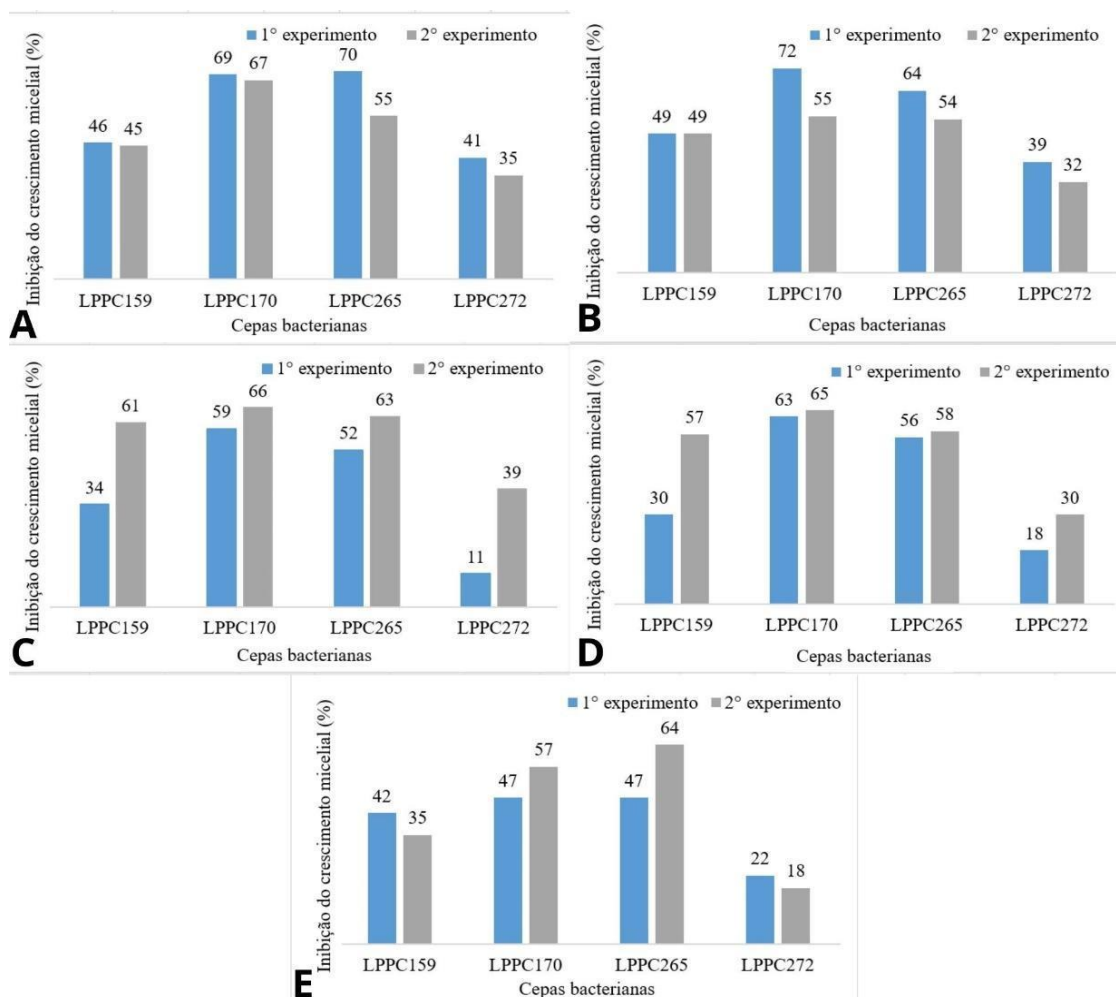 Inibição do crescimento micelial (%)
1° experimento 2° experimento
46 45 69 67 70 55 41 35
LPPC159 LPPC170 LPPC265 LPPC272
Cepas bacterianas
A
Inibição do crescimento micelial (%)
1° experimento 2° experimento
49 49 72 55 64 54 39 32
LPPC159 LPPC170 LPPC265 LPPC272
Cepas bacterianas
B
Inibição do crescimento micelial (%)
1° experimento 2° experimento
34 61 59 66 52 63 11 39
LPPC159 LPPC170 LPPC265 LPPC272
Cepas bacterianas
C
Inibição do crescimento micelial (%)
1° experimento 2° experimento
30 57 63 65 56 58 18 30
LPPC159 LPPC170 LPPC265 LPPC272
Cepas bacterianas
D
Inibição do crescimento micelial (%)
1° experimento 2° experimento
42 35 47 57 47 64 22 18
LPPC159 LPPC170 LPPC265 LPPC272
Cepas bacterianas
E